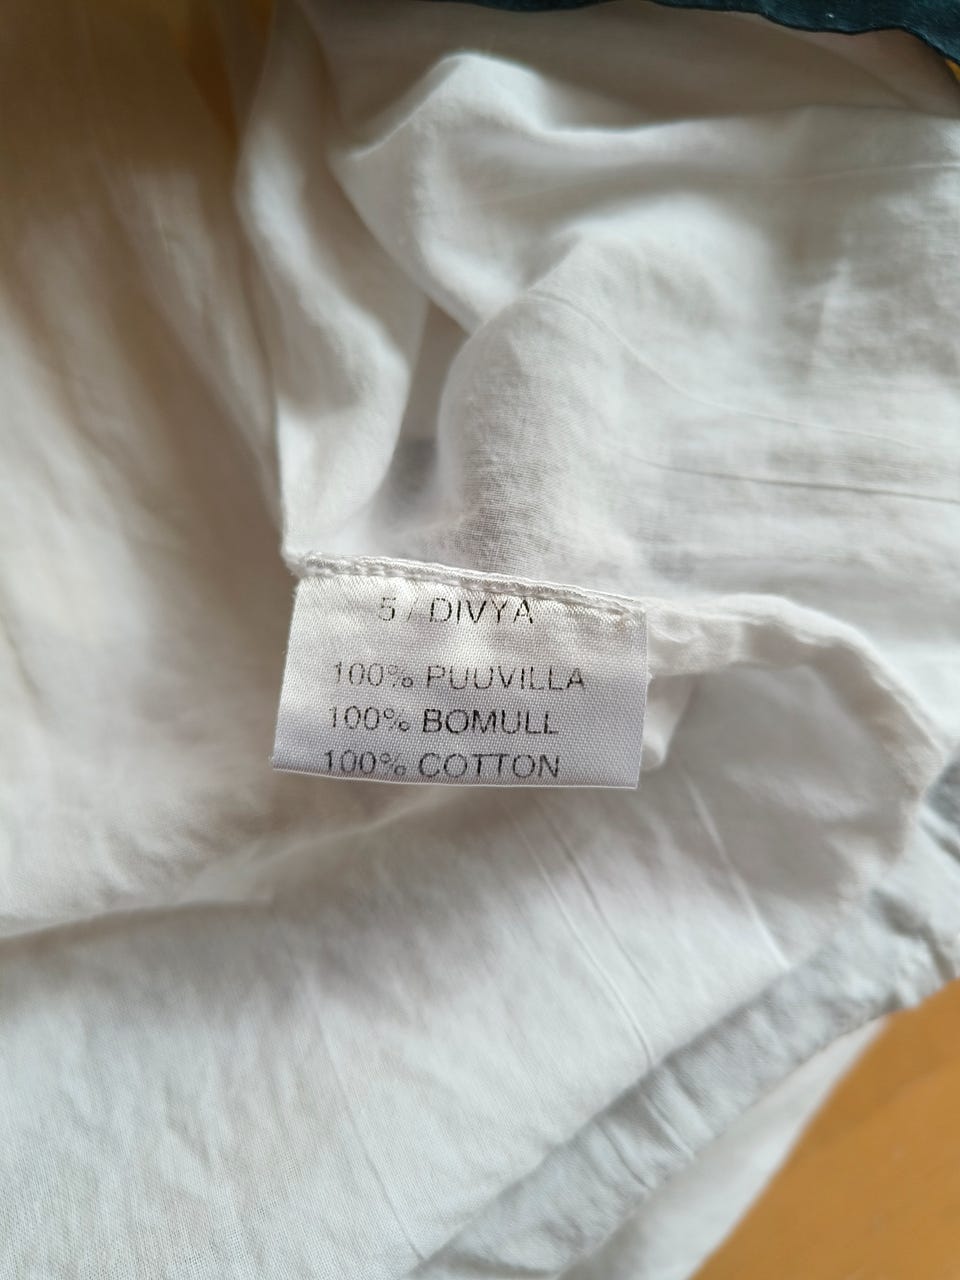 5 / DIVYA
100% PUUVILLA
100% BOMULL
100% COTTON